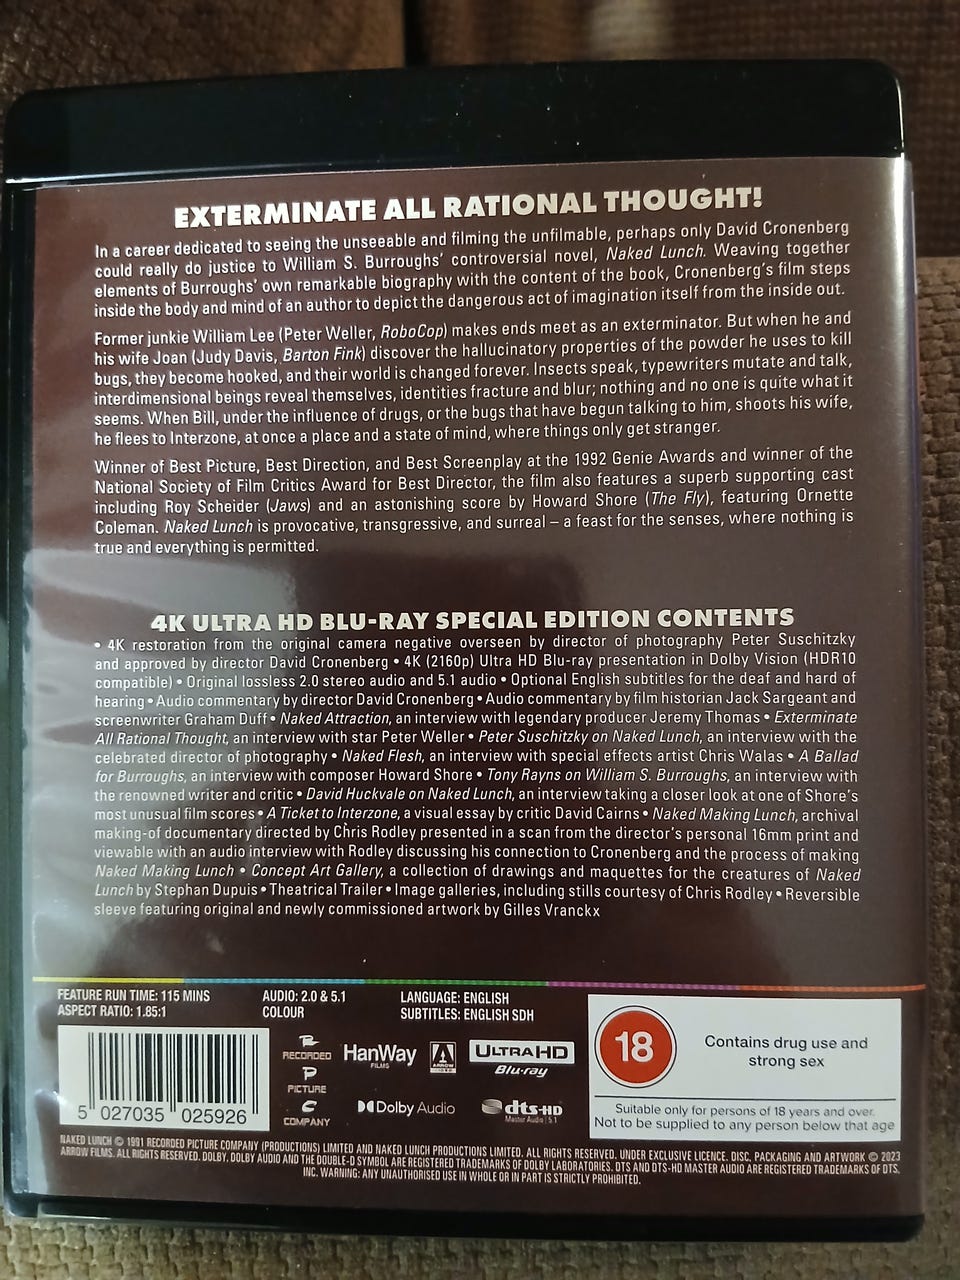 EXTERMINATE ALL RATIONAL THOUGHT!
In a career dedicated to seeing the unseeable and filming the unfilmable, perhaps only David Cronenberg
could really do justice to William S. Burroughs' controversial novel, Naked Lunch. Weaving together
elements of Burroughs' own remarkable biography with the content of the book, Cronenberg's film steps
inside the body and mind of an author to depict the dangerous act of imagination itself from the inside out.
Former junkie William Lee (Peter Weller, RoboCop) makes ends meet as an exterminator. But when he and
his wife Joan (Judy Davis, Barton Fink) discover the hallucinatory properties of the powder he uses to kill
bugs, they become hooked, and their world is changed forever. Insects speak, typewriters mutate and talk,
interdimensional beings reveal themselves, identities fracture and blur; nothing and no one is quite what it
seems. When Bill, under the influence of drugs, or the bugs that have begun talking to him, shoots his wife,
he flees to Interzone, at once a place and a state of mind, where things only get stranger.
Winner of Best Picture, Best Direction, and Best Screenplay at the 1992 Genie Awards and winner of the
National Society of Film Critics Award for Best Director, the film also features a superb supporting cast
including Roy Scheider (Jaws) and an astonishing score by Howard Shore (The Fly), featuring Ornette
Coleman. Naked Lunch is provocative, transgressive, and surreal – a feast for the senses, where nothing is
true and everything is permitted.
4K ULTRA HD BLU-RAY SPECIAL EDITION CONTENTS
• 4K restoration from the original camera negative overseen by director of photography Peter Suschitzky
and approved by director David Cronenberg • 4K (2160p) Ultra HD Blu-ray presentation in Dolby Vision (HDR10
compatible) • Original lossless 2.0 stereo audio and 5.1 audio • Optional English subtitles for the deaf and hard of
hearing • Audio commentary by director David Cronenberg • Audio commentary by film historian Jack Sargeant and
screenwriter Graham Duff • Naked Attraction, an interview with legendary producer Jeremy Thomas • Exterminate
All Rational Thought, an interview with star Peter Weller • Peter Suschitzky on Naked Lunch, an interview with the
celebrated director of photography • Naked Flesh, an interview with special effects artist Chris Walas • A Ballad
for Burroughs, an interview with composer Howard Shore • Tony Rayns on William S. Burroughs, an interview with
the renowned writer and critic • David Huckvale on Naked Lunch, an interview taking a closer look at one of Shore's
most unusual film scores • A Ticket to Interzone, a visual essay by critic David Cairns • Naked Making Lunch, archival
making-of documentary directed by Chris Rodley presented in a scan from the director's personal 16mm print and
viewable with an audio interview with Rodley discussing his connection to Cronenberg and the process of making
Naked Making Lunch • Concept Art Gallery, a collection of drawings and maquettes for the creatures of Naked
Lunch by Stephan Dupuis • Theatrical Trailer • Image galleries, including stills courtesy of Chris Rodley • Reversible
sleeve featuring original and newly commissioned artwork by Gilles Vranckx
FEATURE RUN TIME: 115 MINS
ASPECT RATIO: 1.85:1
AUDIO: 2.0 & 5.1
COLOUR
LANGUAGE: ENGLISH
SUBTITLES: ENGLISH SDH
5 027035 025926
R
RECORDED
P
PICTURE
C
COMPANY
HanWay
FILMS
ARROW
ULTRA HD
Blu-ray
Dolby Audio
dts-HD
Master Audio | 5.1
18
Contains drug use and
strong sex
Suitable only for persons of 18 years and over.
Not to be supplied to any person below that age
NAKED LUNCH © 1991 RECORDED PICTURE COMPANY (PRODUCTIONS) LIMITED AND NAKED LUNCH PRODUCTIONS LIMITED. ALL RIGHTS RESERVED. UNDER EXCLUSIVE LICENCE. DISC, PACKAGING AND ARTWORK © 2023
ARROW FILMS. ALL RIGHTS RESERVED. DOLBY, DOLBY AUDIO AND THE DOUBLE-D SYMBOL ARE REGISTERED TRADEMARKS OF DOLBY LABORATORIES. DTS AND DTS-HD MASTER AUDIO ARE REGISTERED TRADEMARKS OF DTS,
INC. WARNING: ANY UNAUTHORISED USE IN WHOLE OR IN PART IS STRICTLY PROHIBITED.